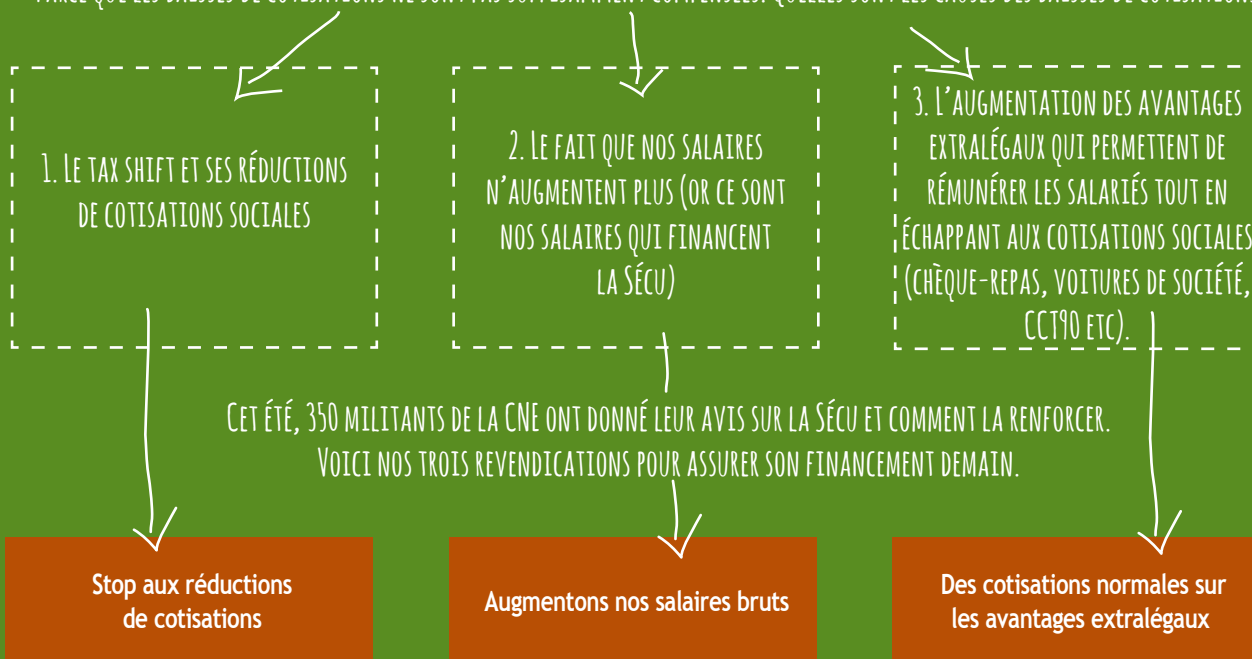 PARCE QUE LES BAISSES DE COTISATIONS NE SONT PAS SUFFISAMMENT COMPENSÉES. QUELLES SONT LES CAUSES DES BAISSES DE COTISATIONS
1. LE TAX SHIFT ET SES RÉDUCTIONS
DE COTISATIONS SOCIALES
2. LE FAIT QUE NOS SALAIRES
N'AUGMENTENT PLUS (OR CE SONT
NOS SALAIRES QUI FINANCENT
LA SÉCU)
3. L'AUGMENTATION DES AVANTAGES
EXTRALÉGAUX QUI PERMETTENT DE
RÉMUNÉRER LES SALARIÉS TOUT EN
ÉCHAPPANT AUX COTISATIONS SOCIALES
(CHÈQUE-REPAS, VOITURES DE SOCIÉTÉ,
CCT90 ETC).
CET ÉTÉ, 350 MILITANTS DE LA CNE ONT DONNÉ LEUR AVIS SUR LA SÉCU ET COMMENT LA RENFORCER.
VOICI NOS TROIS REVENDICATIONS POUR ASSURER SON FINANCEMENT DEMAIN.
Stop aux réductions
de cotisations
Augmentons nos salaires bruts
Des cotisations normales sur
les avantages extralégaux